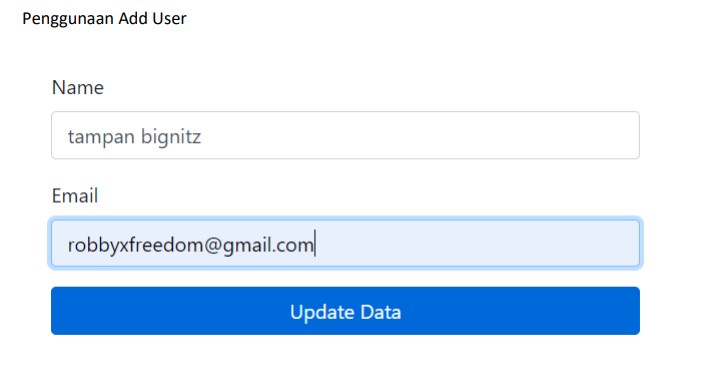 Penggunaan Add User
Name
tampan bignitz
Email
robbyxfreedom@gmail.com
Update Data